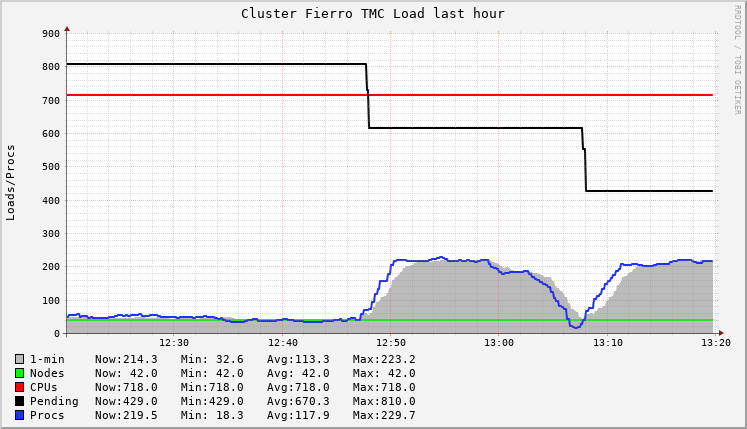 Cluster Fierro TMC Load last hour
RRDTOOL / TOBI OETIKER
Loads/Procs
900
800
700
600
500
400
300
200
100
0
12:30 12:40 12:50 13:00 13:10 13:20
1-min Now:214.3 Min: 32.6 Avg:113.3 Max:223.2
Nodes Now: 42.0 Min: 42.0 Avg: 42.0 Max: 42.0
CPUs Now:718.0 Min:718.0 Avg:718.0 Max:718.0
Pending Now:429.0 Min:429.0 Avg:670.3 Max:810.0
Procs Now:219.5 Min: 18.3 Avg:117.9 Max:229.7